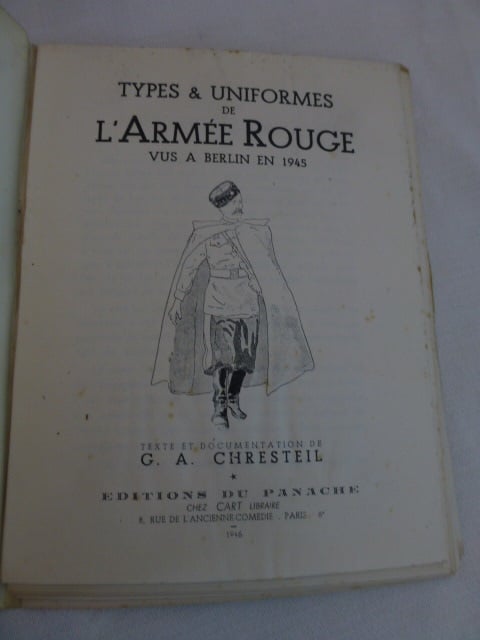 TYPES & UNIFORMES
DE
L'ARMÉE ROUGE
VUS A BERLIN EN 1945
TEXTE ET DOCUMENTATION DE
G. A. CHRESTEIL
★
EDITIONS DU PANACHE
CHEZ CART LIBRAIRE
8, RUE DE L'ANCIENNE-COMEDIE . PARIS . 6e
1946